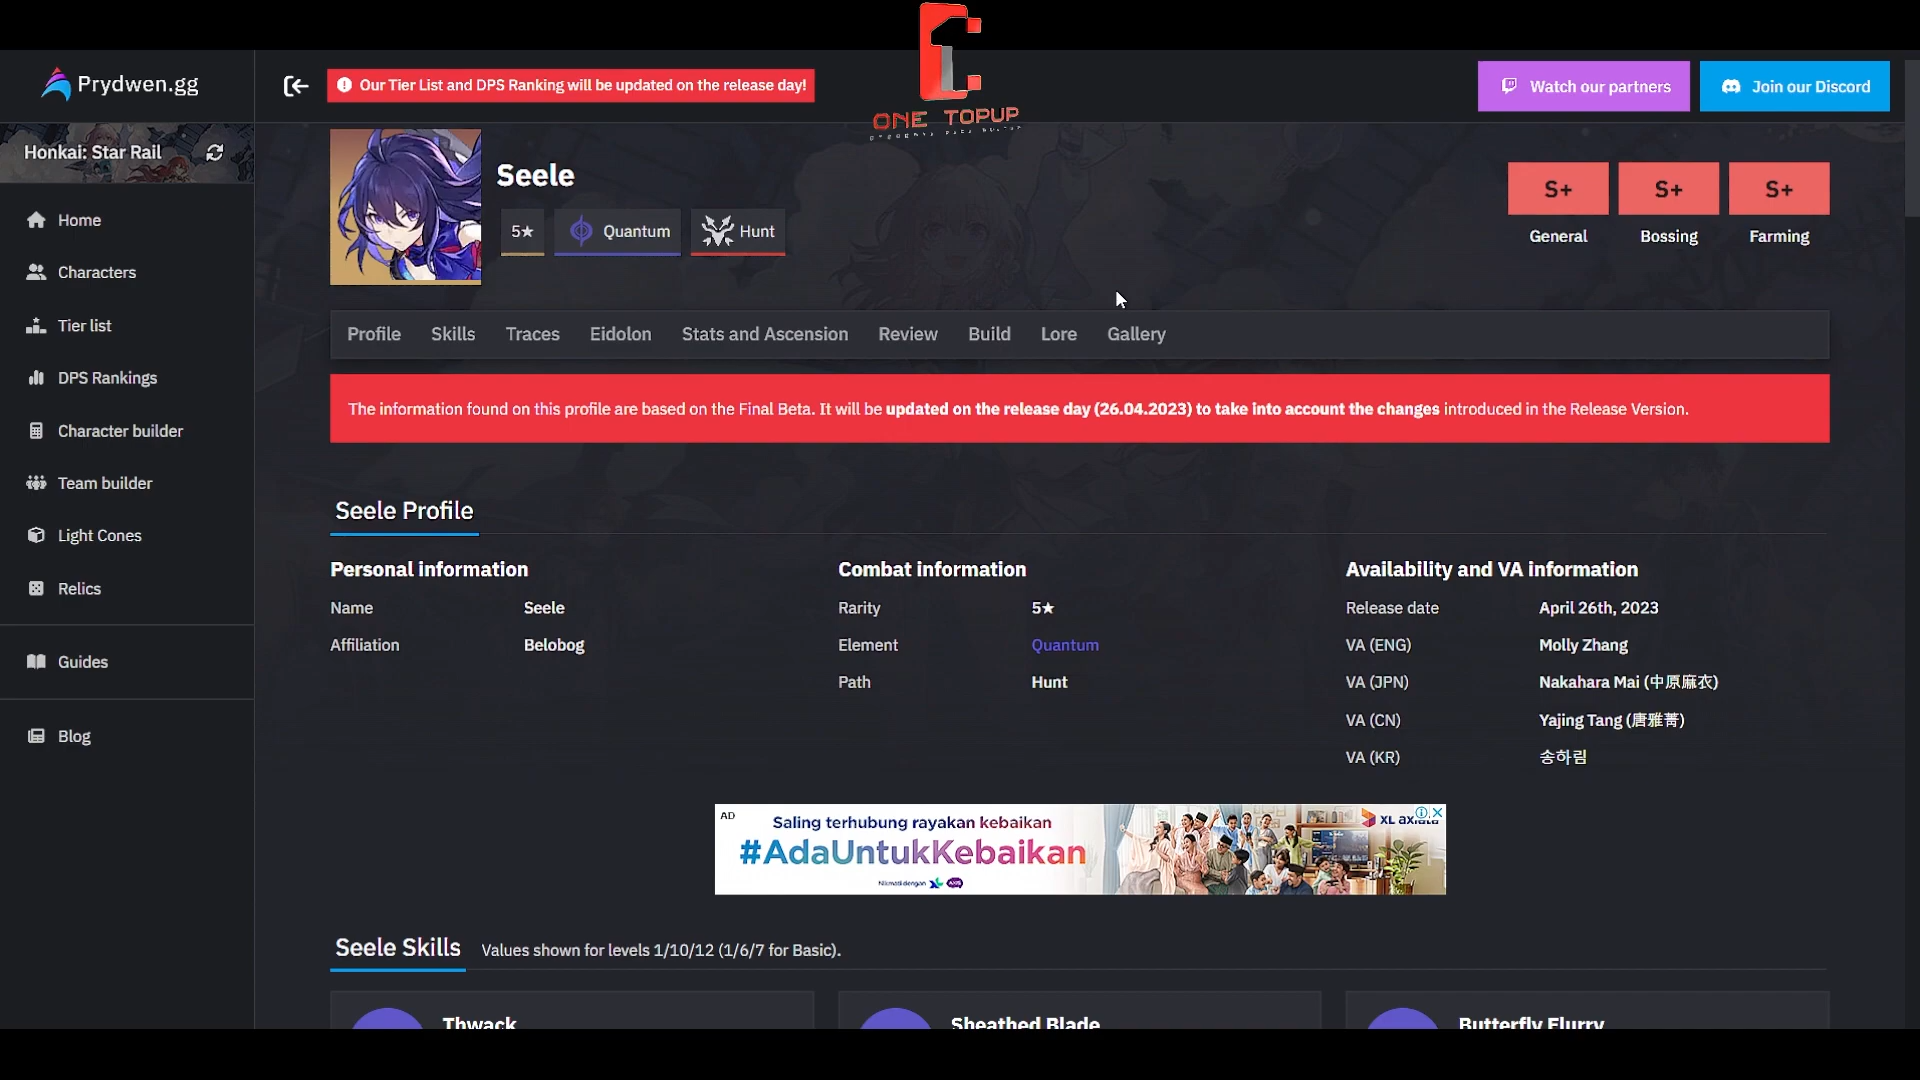 Prydwen.gg
Our Tier List and DPS Ranking will be updated on the release day!
ONE TOPUP
Watch our partners
Join our Discord
Honkai: Star Rail
Home
Characters
Tier list
DPS Rankings
Character builder
Team builder
Light Cones
Relics
Guides
Blog
Seele
5★
Quantum
Hunt
S+
S+
S+
General
Bossing
Farming
Profile
Skills
Traces
Eidolon
Stats and Ascension
Review
Build
Lore
Gallery
The information found on this profile are based on the Final Beta. It will be updated on the release day (26.04.2023) to take into account the changes introduced in the Release Version.
Seele Profile
Personal information
Name Seele
Affiliation Belobog
Combat information
Rarity 5★
Element Quantum
Path Hunt
Availability and VA information
Release date April 26th, 2023
VA (ENG) Molly Zhang
VA (JPN) Nakahara Mai (中原麻衣)
VA (CN) Yajing Tang (唐雅菁)
VA (KR) 송하림
AD
Saling terhubung rayakan kebaikan
#AdaUntukKebaikan
Nikmati dengan
AXIS
XL axiata
Seele Skills
Values shown for levels 1/10/12 (1/6/7 for Basic).
Thwack
Sheathed Blade
Butterfly Flurry